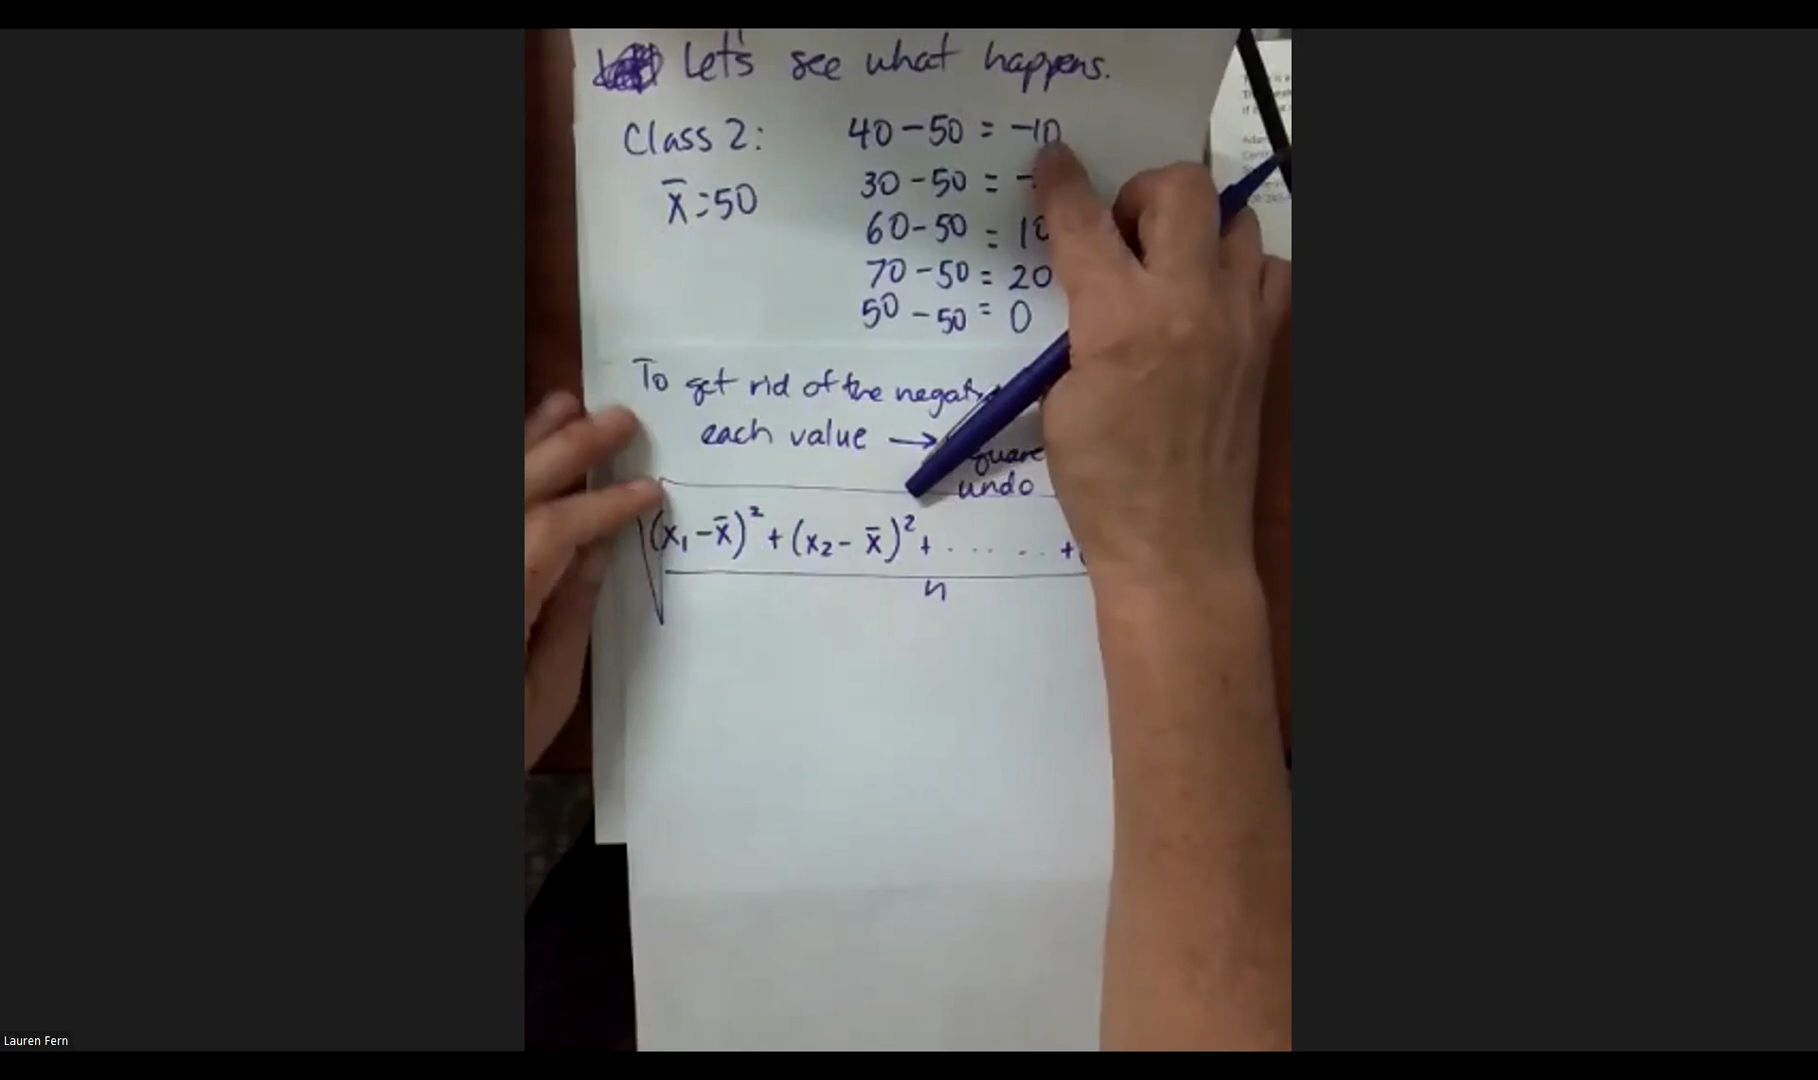 Let's see what happens.
Class 2:
x̄ = 50
40 - 50 = -10
30 - 50 = -
60 - 50 = 10
70 - 50 = 20
50 - 50 = 0
To get rid of the
each value →
undo
√(x₁ - x̄)² + (x₂ - x̄)² + ...... +
n
Lauren Fern